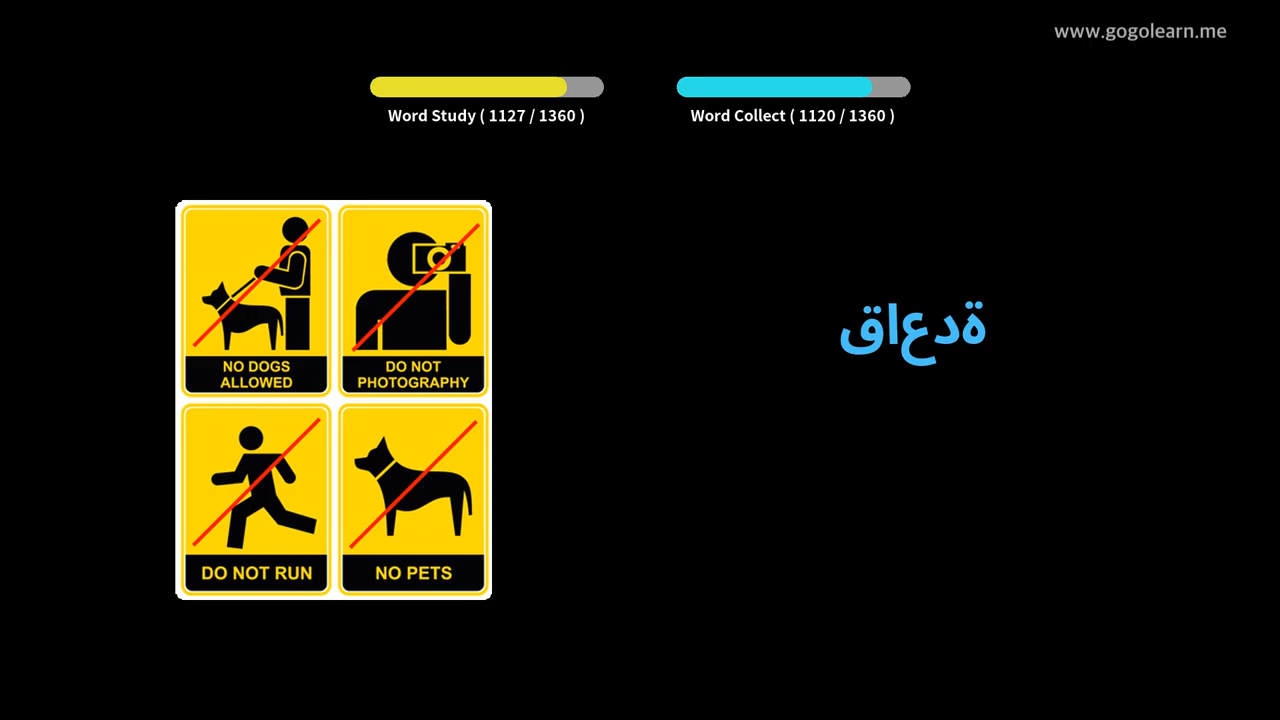 www.gogolearn.me
Word Study ( 1127 / 1360 )
Word Collect ( 1120 / 1360 )
NO DOGS
ALLOWED
DO NOT
PHOTOGRAPHY
DO NOT RUN
NO PETS
قاعدة